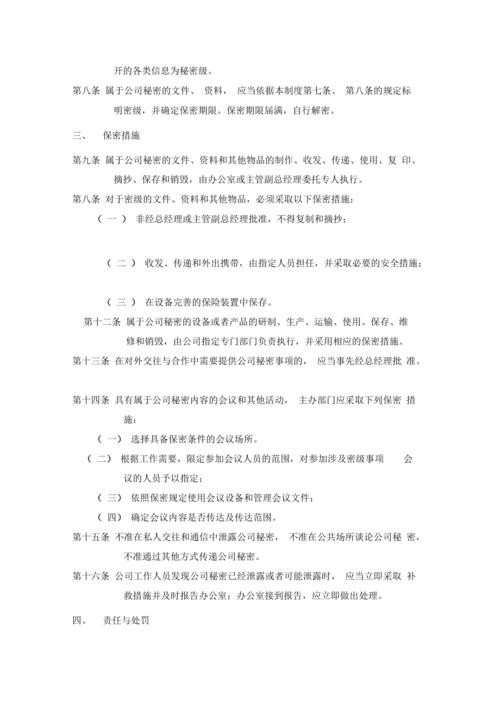 开的各类信息为秘密级。
第八条 属于公司秘密的文件、 资料， 应当依据本制度第七条、 第八条的规定标
明密级，并确定保密期限。保密期限届满，自行解密。
三、 保密措施
第九条 属于公司秘密的文件、资料和其他物品的制作、收发、传递、使用、复 印、
摘抄、保存和销毁，由办公室或主管副总经理委托专人执行。
第八条 对于密级的文件、资料和其他物品，必须采取以下保密措施：
（ 一 ） 非经总经理或主管副总经理批准，不得复制和摘抄；
（ 二 ） 收发、传递和外出携带，由指定人员担任，并采取必要的安全措施；
（ 三 ） 在设备完善的保险装置中保存。
第十二条 属于公司秘密的设备或者产品的研制、生产、运输、使用、保存、维
修和销毁，由公司指定专门部门负责执行，并采用相应的保密措施。
第十三条 在对外交往与合作中需要提供公司秘密事项的， 应当事先经总经理批 准。
第十四条 具有属于公司秘密内容的会议和其他活动， 主办部门应采取下列保密 措
施：
（ 一） 选择具备保密条件的会议场所。
（ 二） 根据工作需要，限定参加会议人员的范围，对参加涉及密级事项 会
议的人员予以指定；
（ 三） 依照保密规定使用会议设备和管理会议文件；
（ 四） 确定会议内容是否传达及传达范围。
第十五条 不准在私人交往和通信中泄露公司秘密， 不准在公共场所谈论公司秘 密，
不准通过其他方式传递公司秘密。
第十六条 公司工作人员发现公司秘密已经泄露或者可能泄露时， 应当立即采取 补
救措施并及时报告办公室；办公室接到报告，应立即做出处理。
四、 责任与处罚